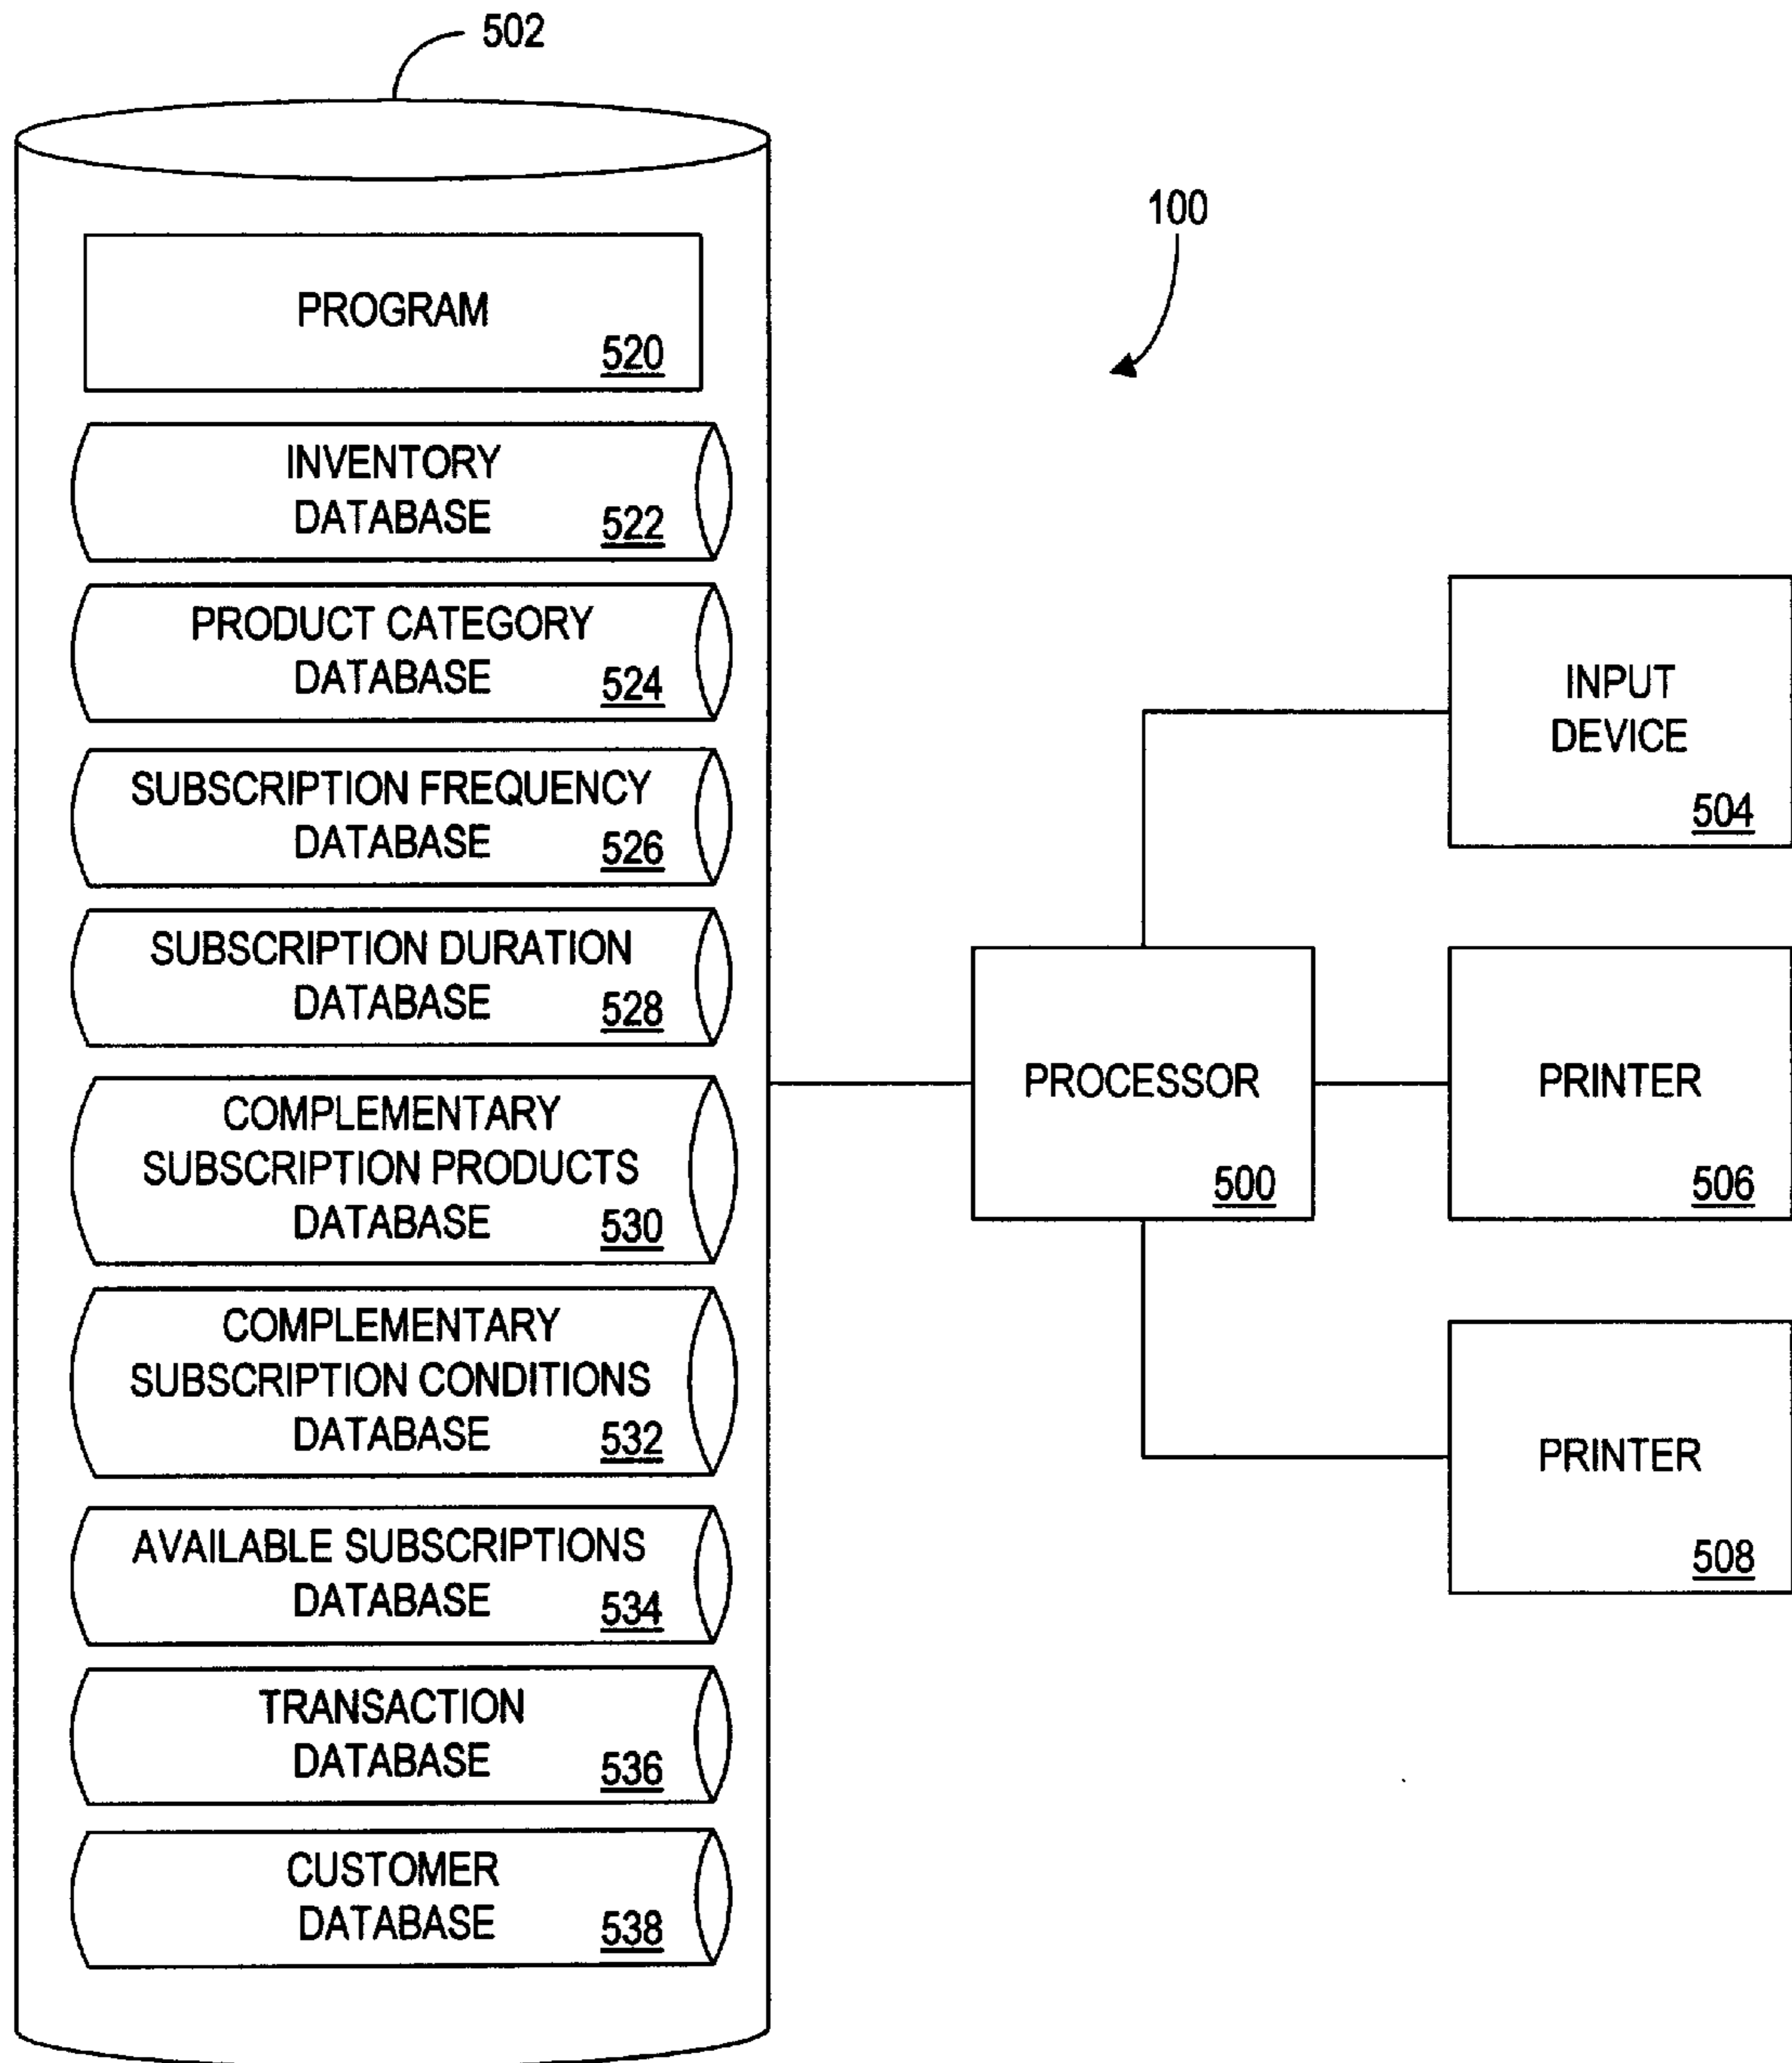 502
100
PROGRAM
520
INVENTORY
DATABASE 522
PRODUCT CATEGORY
DATABASE 524
SUBSCRIPTION FREQUENCY
DATABASE 526
SUBSCRIPTION DURATION
DATABASE 528
COMPLEMENTARY
SUBSCRIPTION PRODUCTS
DATABASE 530
COMPLEMENTARY
SUBSCRIPTION CONDITIONS
DATABASE 532
AVAILABLE SUBSCRIPTIONS
DATABASE 534
TRANSACTION
DATABASE 536
CUSTOMER
DATABASE 538
PROCESSOR
500
INPUT
DEVICE
504
PRINTER
506
PRINTER
508